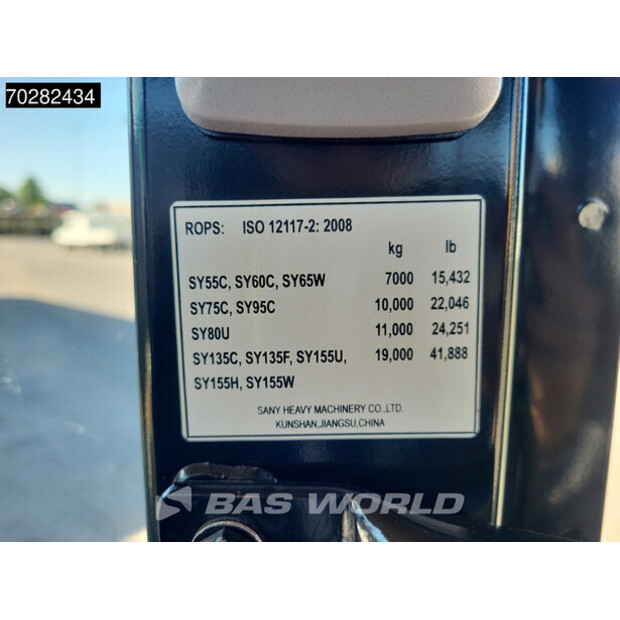 70282434
ROPS: ISO 12117-2: 2008
kg lb
SY55C, SY60C, SY65W 7000 15,432
SY75C, SY95C 10,000 22,046
SY80U 11,000 24,251
SY135C, SY135F, SY155U, 19,000 41,888
SY155H, SY155W
SANY HEAVY MACHINERY CO.,LTD.
KUNSHAN,JIANGSU,CHINA
BAS WORLD